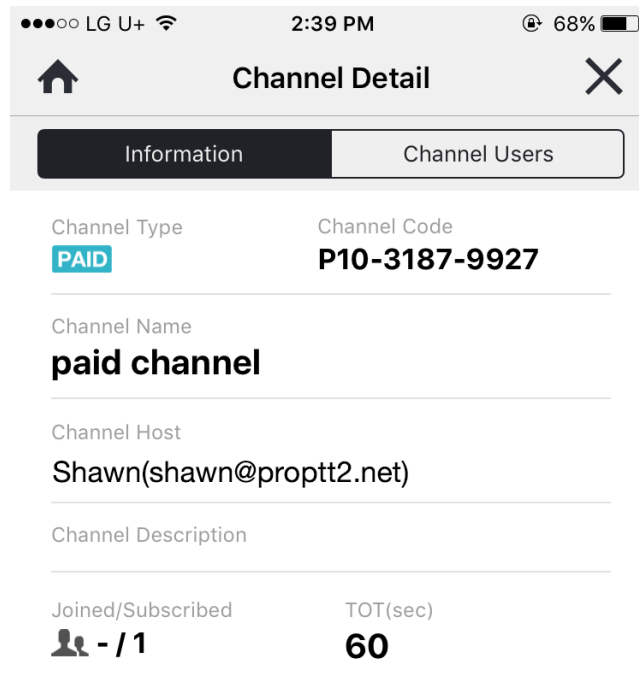 LG U+ 2:39 PM 68%
Channel Detail
Information Channel Users
Channel Type Channel Code
PAID P10-3187-9927
Channel Name
paid channel
Channel Host
Shawn(shawn@proptt2.net)
Channel Description
Joined/Subscribed TOT(sec)
- / 1 60